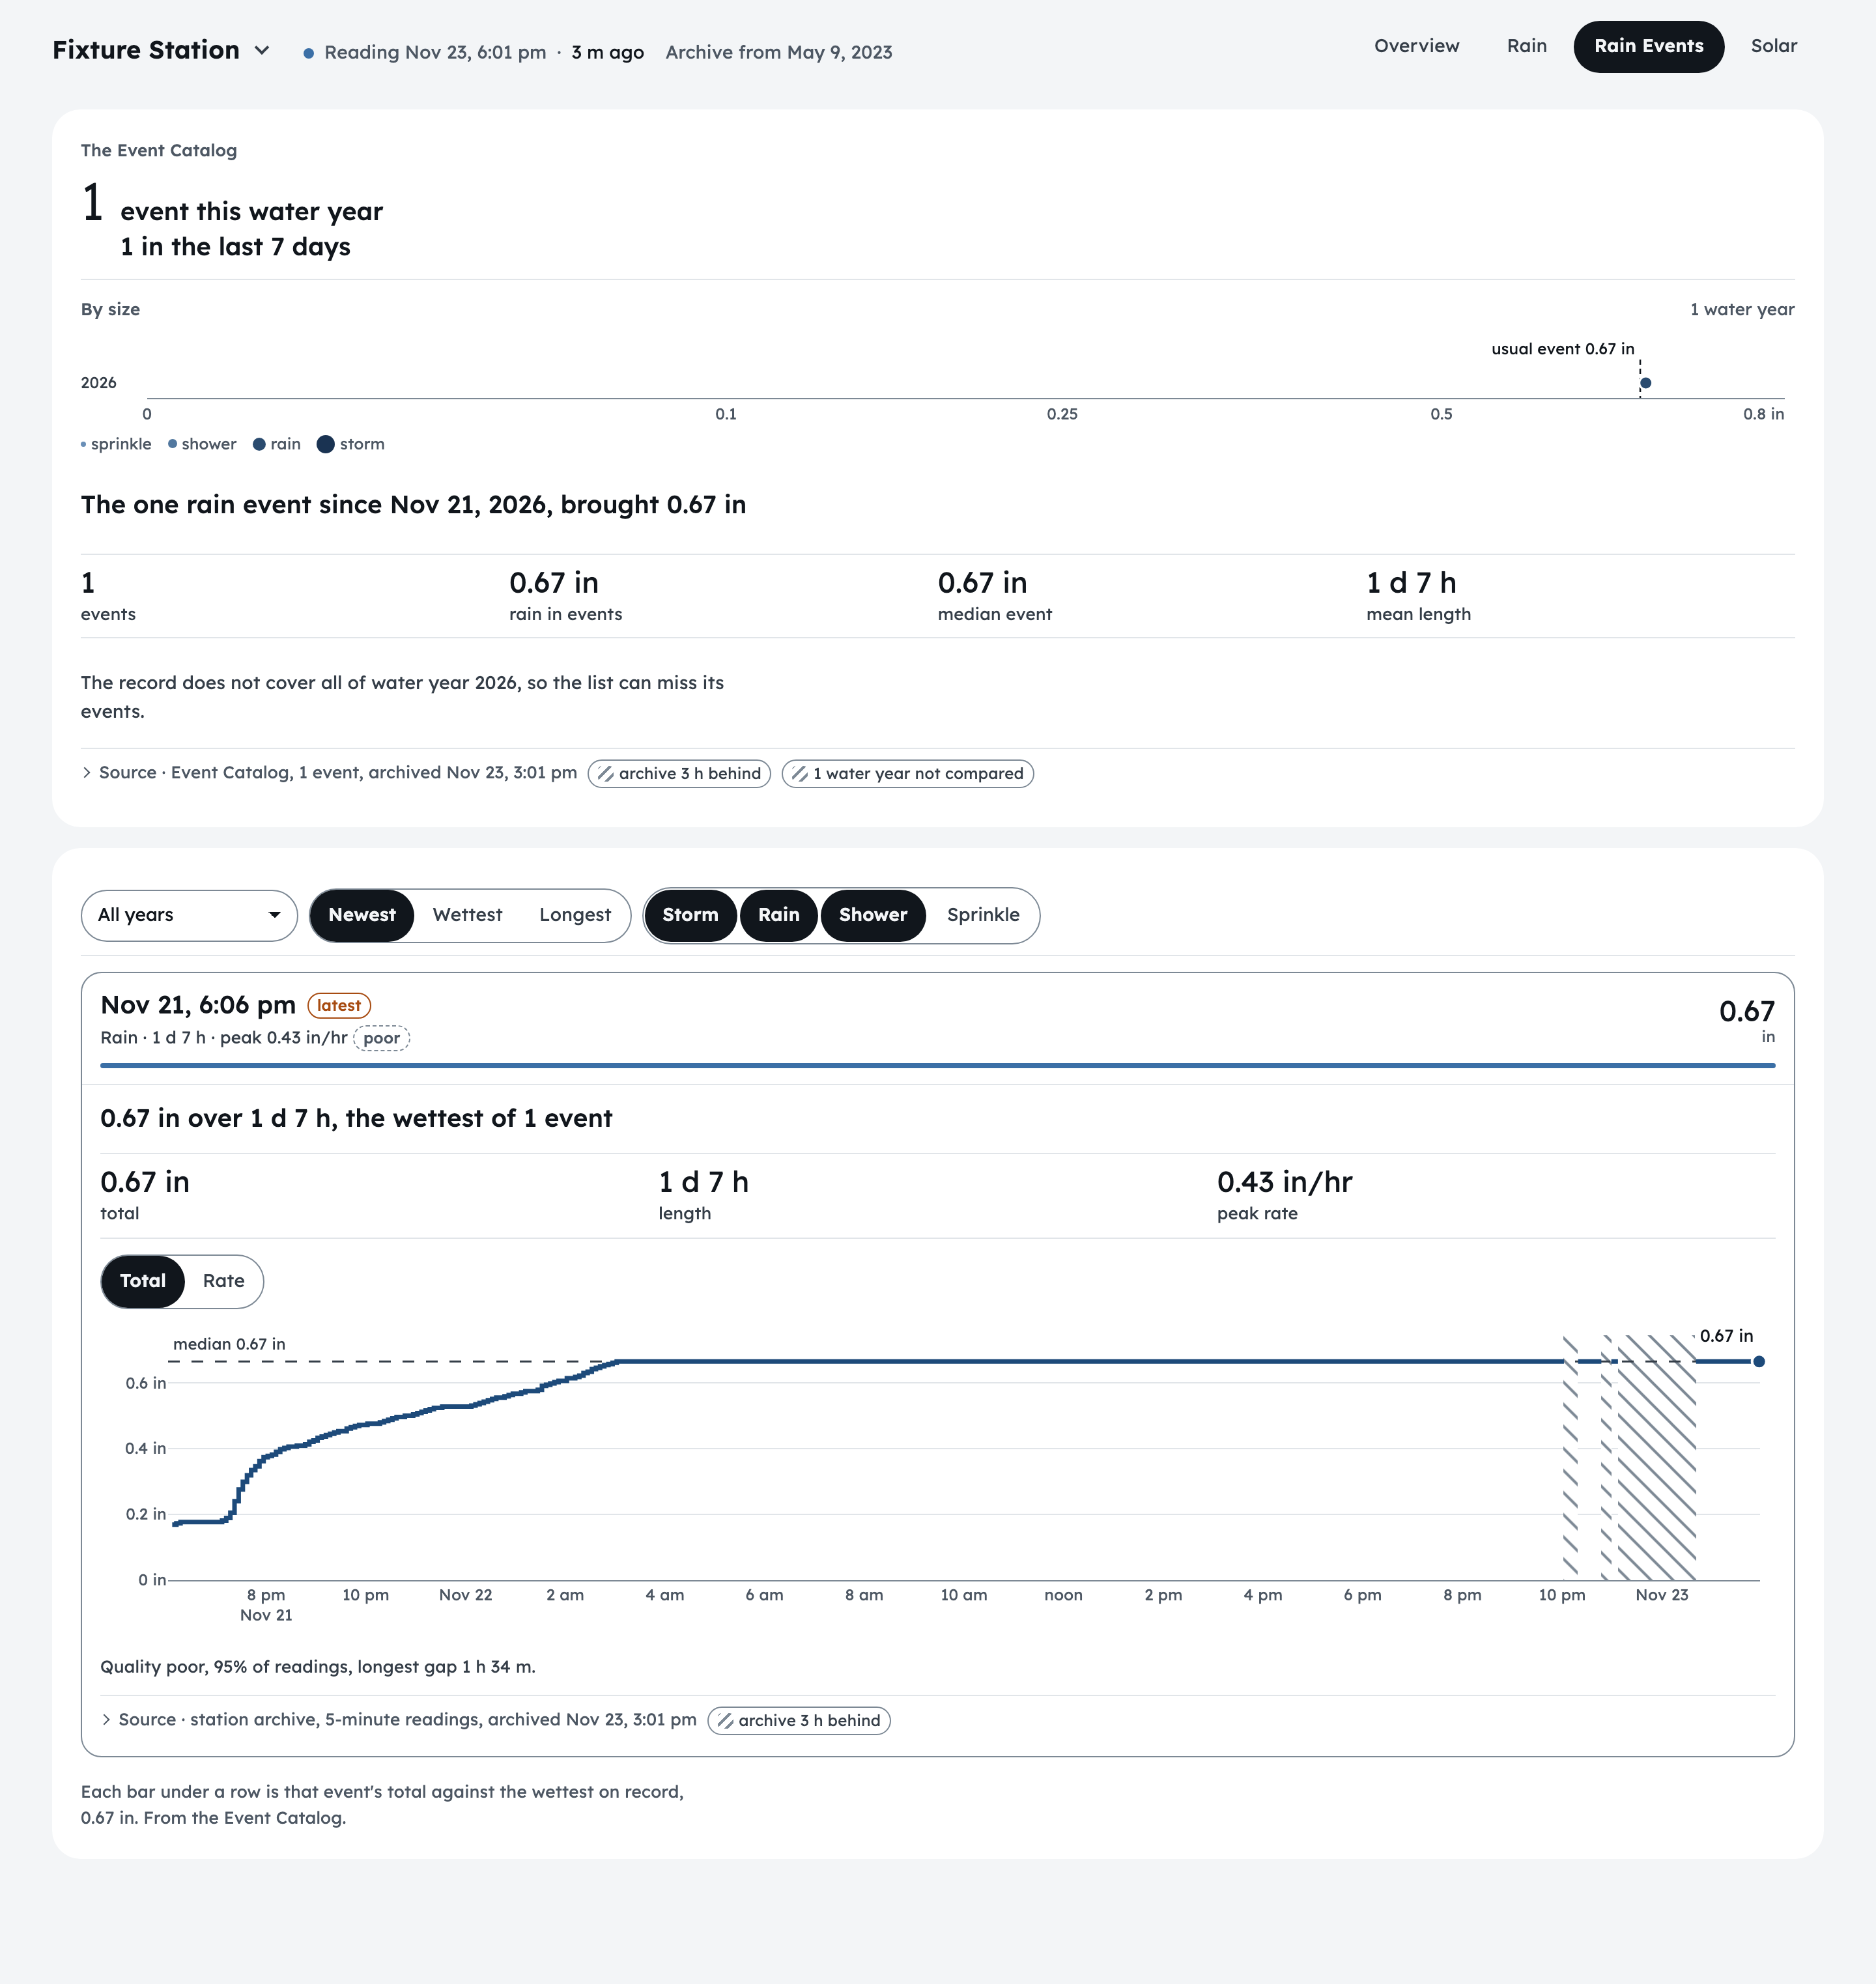 Fixture Station
Reading Nov 23, 6:01 pm · 3 m ago Archive from May 9, 2023
Overview Rain Rain Events Solar
The Event Catalog
1 event this water year
1 in the last 7 days
By size 1 water year
usual event 0.67 in
2026
0 0.1 0.25 0.5 0.8 in
sprinkle shower rain storm
The one rain event since Nov 21, 2026, brought 0.67 in
1 0.67 in 0.67 in 1 d 7 h
events rain in events median event mean length
The record does not cover all of water year 2026, so the list can miss its
events.
Source · Event Catalog, 1 event, archived Nov 23, 3:01 pm archive 3 h behind 1 water year not compared
All years Newest Wettest Longest Storm Rain Shower Sprinkle
Nov 21, 6:06 pm latest
0.67
Rain · 1 d 7 h · peak 0.43 in/hr poor
in
0.67 in over 1 d 7 h, the wettest of 1 event
0.67 in 1 d 7 h 0.43 in/hr
total length peak rate
Total Rate
0.67 in
median 0.67 in
0.6 in
0.4 in
0.2 in
0 in
8 pm 10 pm Nov 22 2 am 4 am 6 am 8 am 10 am noon 2 pm 4 pm 6 pm 8 pm 10 pm Nov 23
Nov 21
Quality poor, 95% of readings, longest gap 1 h 34 m.
Source · station archive, 5-minute readings, archived Nov 23, 3:01 pm archive 3 h behind
Each bar under a row is that event's total against the wettest on record,
0.67 in. From the Event Catalog.